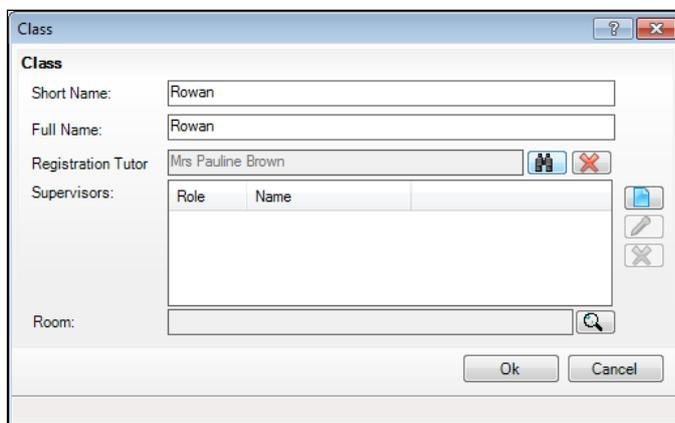 Class
Class
Short Name: Rowan
Full Name: Rowan
Registration Tutor Mrs Pauline Brown
Supervisors: Role Name
Room:
Ok Cancel